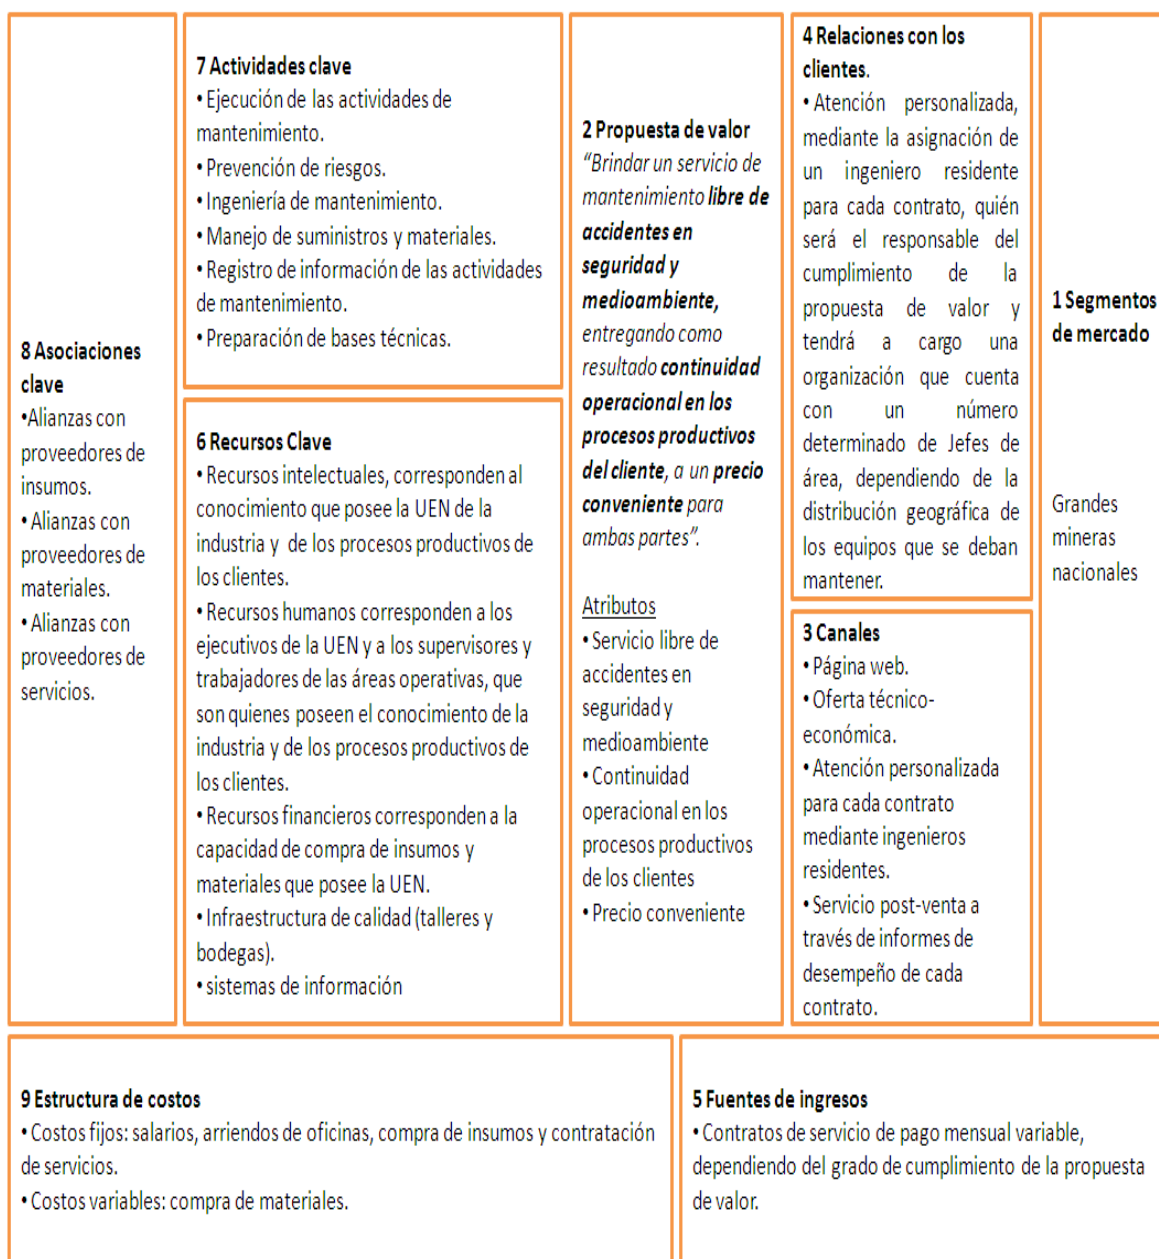 8 Asociaciones
clave
•Alianzas con
proveedores de
insumos.
• Alianzas con
proveedores de
materiales.
• Alianzas con
proveedores de
servicios.
7 Actividades clave
• Ejecución de las actividades de
mantenimiento.
• Prevención de riesgos.
• Ingeniería de mantenimiento.
• Manejo de suministros y materiales.
• Registro de información de las actividades
de mantenimiento.
• Preparación de bases técnicas.
6 Recursos Clave
• Recursos intelectuales, corresponden al
conocimiento que posee la UEN de la
industria y de los procesos productivos de
los clientes.
• Recursos humanos corresponden a los
ejecutivos de la UEN y a los supervisores y
trabajadores de las áreas operativas, que
son quienes poseen el conocimiento de la
industria y de los procesos productivos de
los clientes.
• Recursos financieros corresponden a la
capacidad de compra de insumos y
materiales que posee la UEN.
• Infraestructura de calidad (talleres y
bodegas).
• sistemas de información
2 Propuesta de valor
“Brindar un servicio de
mantenimiento libre de
accidentes en
seguridad y
medioambiente,
entregando como
resultado continuidad
operacional en los
procesos productivos
del cliente, a un precio
conveniente para
ambas partes”.
Atributos
• Servicio libre de
accidentes en
seguridad y
medioambiente
• Continuidad
operacional en los
procesos productivos
de los clientes
• Precio conveniente
4 Relaciones con los
clientes.
• Atención personalizada,
mediante la asignación de
un ingeniero residente
para cada contrato, quién
será el responsable del
cumplimiento de la
propuesta de valor y
tendrá a cargo una
organización que cuenta
con un número
determinado de Jefes de
área, dependiendo de la
distribución geográfica de
los equipos que se deban
mantener.
3 Canales
• Página web.
• Oferta técnico-
económica.
• Atención personalizada
para cada contrato
mediante ingenieros
residentes.
• Servicio post-venta a
través de informes de
desempeño de cada
contrato.
1 Segmentos
de mercado
Grandes
mineras
nacionales
9 Estructura de costos
• Costos fijos: salarios, arriendos de oficinas, compra de insumos y contratación
de servicios.
• Costos variables: compra de materiales.
5 Fuentes de ingresos
• Contratos de servicio de pago mensual variable,
dependiendo del grado de cumplimiento de la propuesta
de valor.